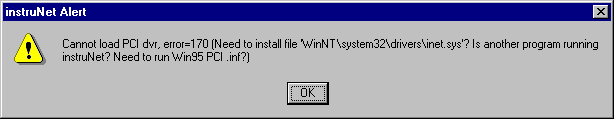 instruNet Alert
Cannot load PCI dvr, error=170 (Need to install file 'WinNT\system32\drivers\inet.sys'? Is another program running
instruNet? Need to run Win95 PCI .inf?)
OK